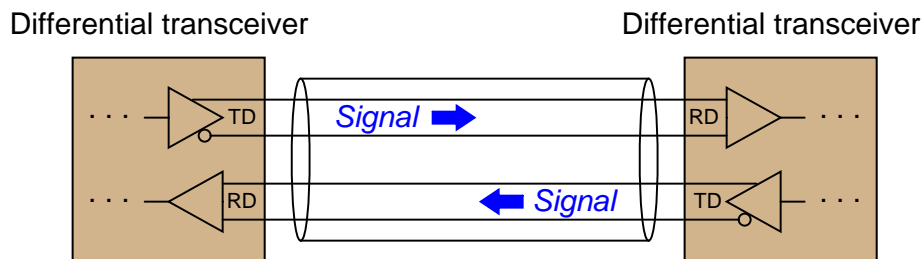 Differential transceiver Differential transceiver
. . . TD Signal RD . . .
. . . RD Signal TD . . .